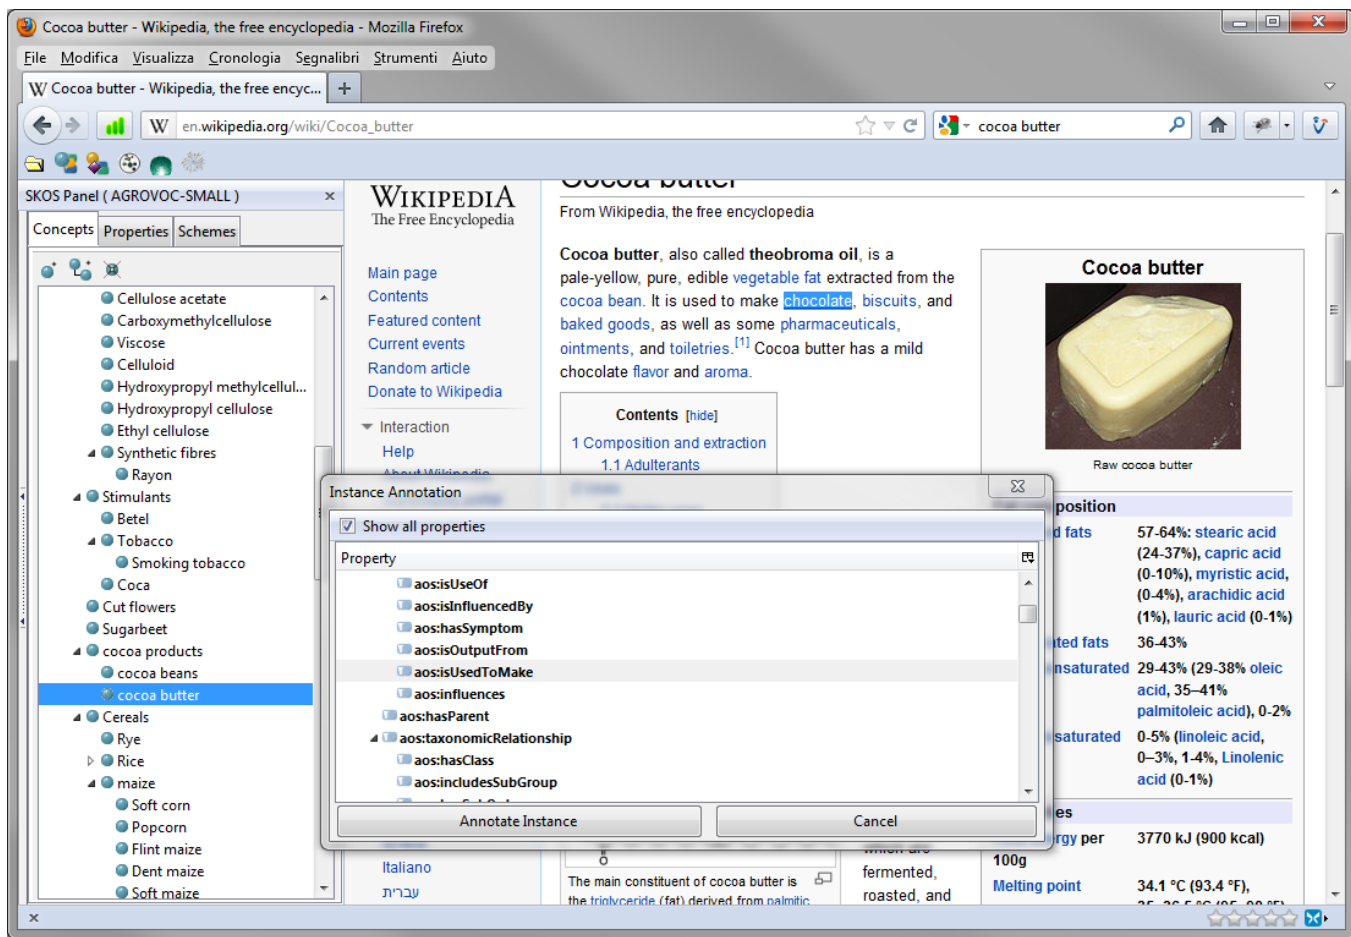 Cocoa butter - Wikipedia, the free encyclopedia - Mozilla Firefox
File Modifica Visualizza Cronologia Segnalibri Strumenti Aiuto
W Cocoa butter - Wikipedia, the free encyc... +
W en.wikipedia.org/wiki/Cocoa_butter
cocoa butter
SKOS Panel ( AGROVOC-SMALL ) x
Concepts Properties Schemes
Cellulose acetate
Carboxymethylcellulose
Viscose
Celluloid
Hydroxypropyl methylcellul...
Hydroxypropyl cellulose
Ethyl cellulose
Synthetic fibres
Rayon
Stimulants
Betel
Tobacco
Smoking tobacco
Coca
Cut flowers
Sugarbeet
cocoa products
cocoa beans
cocoa butter
Cereals
Rye
Rice
maize
Soft corn
Popcorn
Flint maize
Dent maize
Soft maize
WIKIPEDIA
The Free Encyclopedia
Main page
Contents
Featured content
Current events
Random article
Donate to Wikipedia
Interaction
Help
About Wikipedia
Italiano
עברית
Cocoa butter
From Wikipedia, the free encyclopedia
Cocoa butter, also called theobroma oil, is a
pale-yellow, pure, edible vegetable fat extracted from the
cocoa bean. It is used to make chocolate, biscuits, and
baked goods, as well as some pharmaceuticals,
ointments, and toiletries.[1] Cocoa butter has a mild
chocolate flavor and aroma.
Contents [hide]
1 Composition and extraction
1.1 Adulterants
Cocoa butter
Raw cocoa butter
position
d fats 57-64%: stearic acid
(24-37%), capric acid
(0-10%), myristic acid,
(0-4%), arachidic acid
(1%), lauric acid (0-1%)
ted fats 36-43%
nsaturated 29-43% (29-38% oleic
acid, 35–41%
palmitoleic acid), 0-2%
saturated 0-5% (linoleic acid,
0–3%, 1-4%, Linolenic
acid (0-1%)
es
rgy per 3770 kJ (900 kcal)
100g
Melting point 34.1 °C (93.4 °F),
Instance Annotation
Show all properties
Property
aos:isUseOf
aos:isInfluencedBy
aos:hasSymptom
aos:isOutputFrom
aos:isUsedToMake
aos:influences
aos:hasParent
aos:taxonomicRelationship
aos:hasClass
aos:includesSubGroup
Annotate Instance Cancel
The main constituent of cocoa butter is
the triglyceride (fat) derived from palmitic
which are
fermented,
roasted, and
x